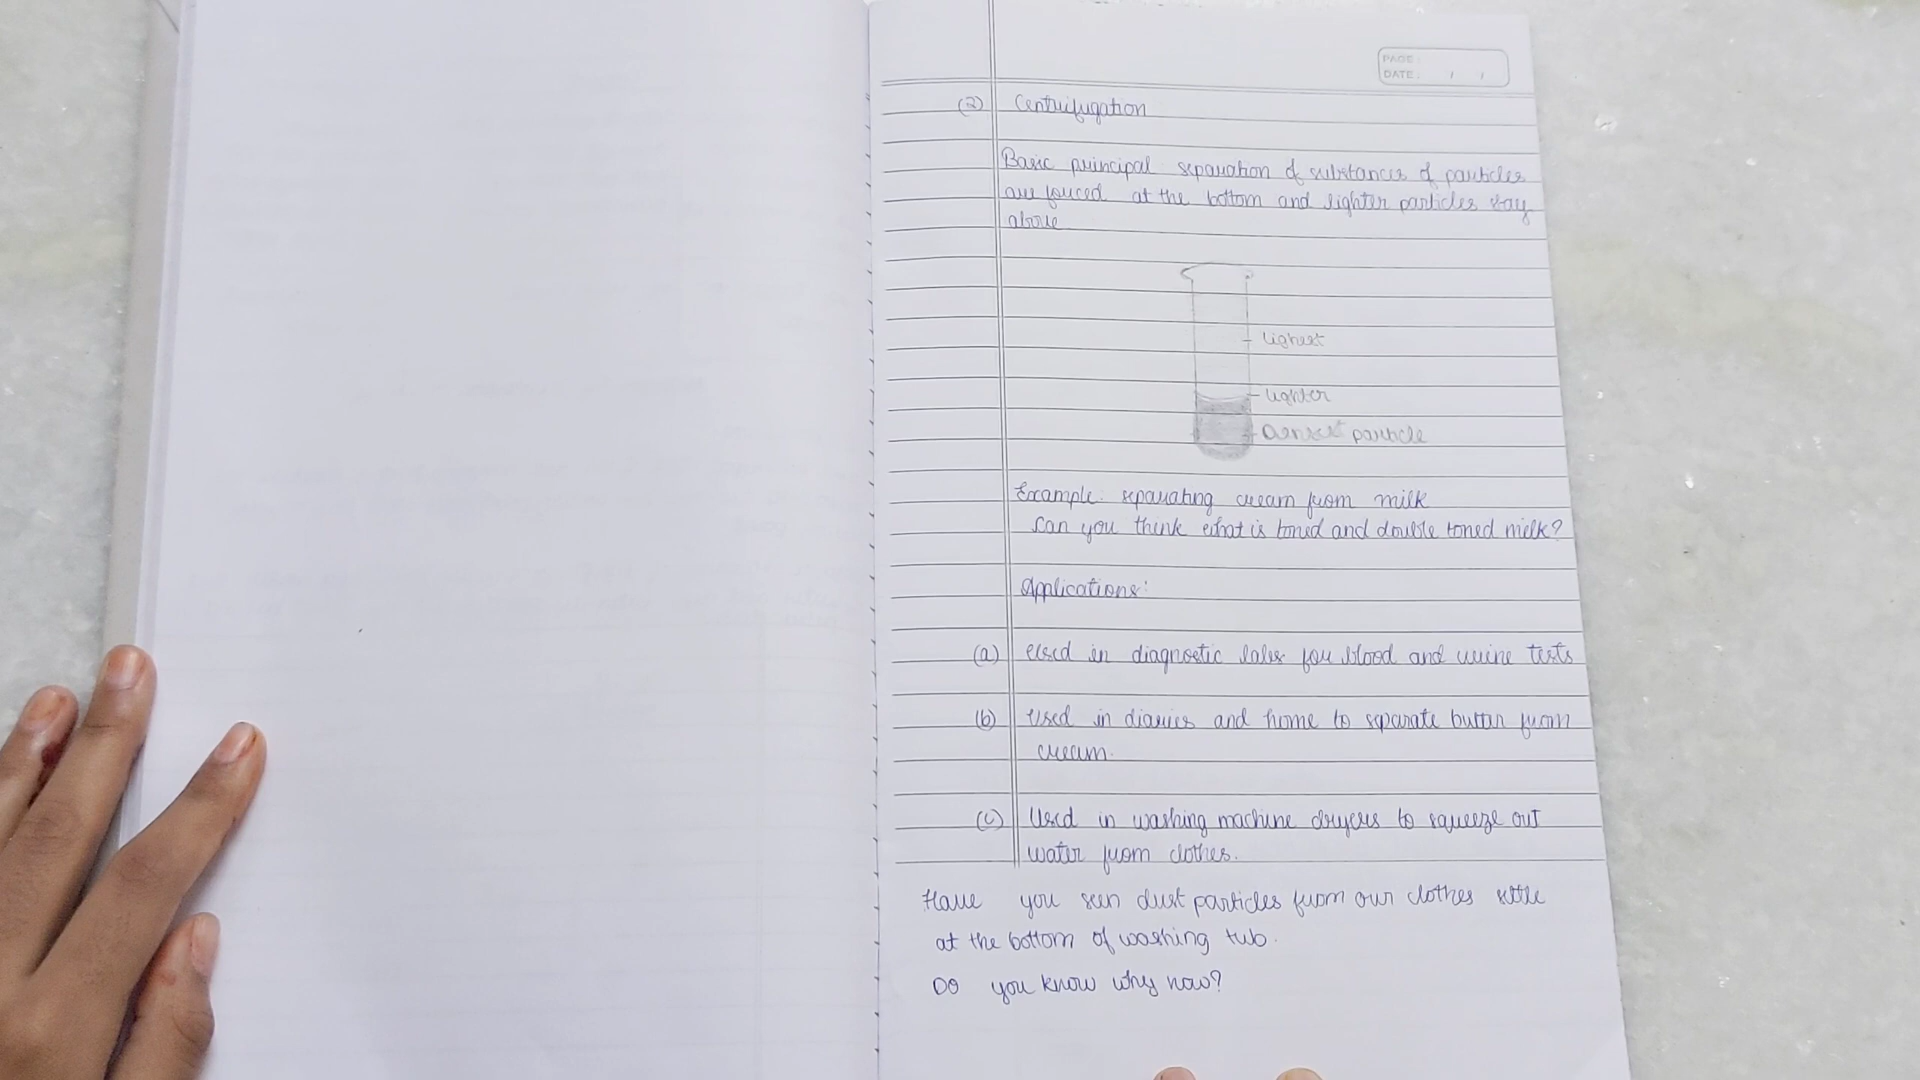 PAGE:
DATE: / /
(2) Centrifugation
Basic principal separation of substances of particles
are forced at the bottom and lighter particles stay
above
lighest
lighter
Densest particle
Example: separating cream from milk
Can you think what is toned and double toned milk?
Applications:
(a) Used in diagnostic labs for blood and urine tests
(b) Used in diaries and home to separate butter from
cream.
(c) Used in washing machine dryers to squeeze out
water from clothes.
Have you seen dust particles from our clothes settle
at the bottom of washing tub.
Do you know why now?